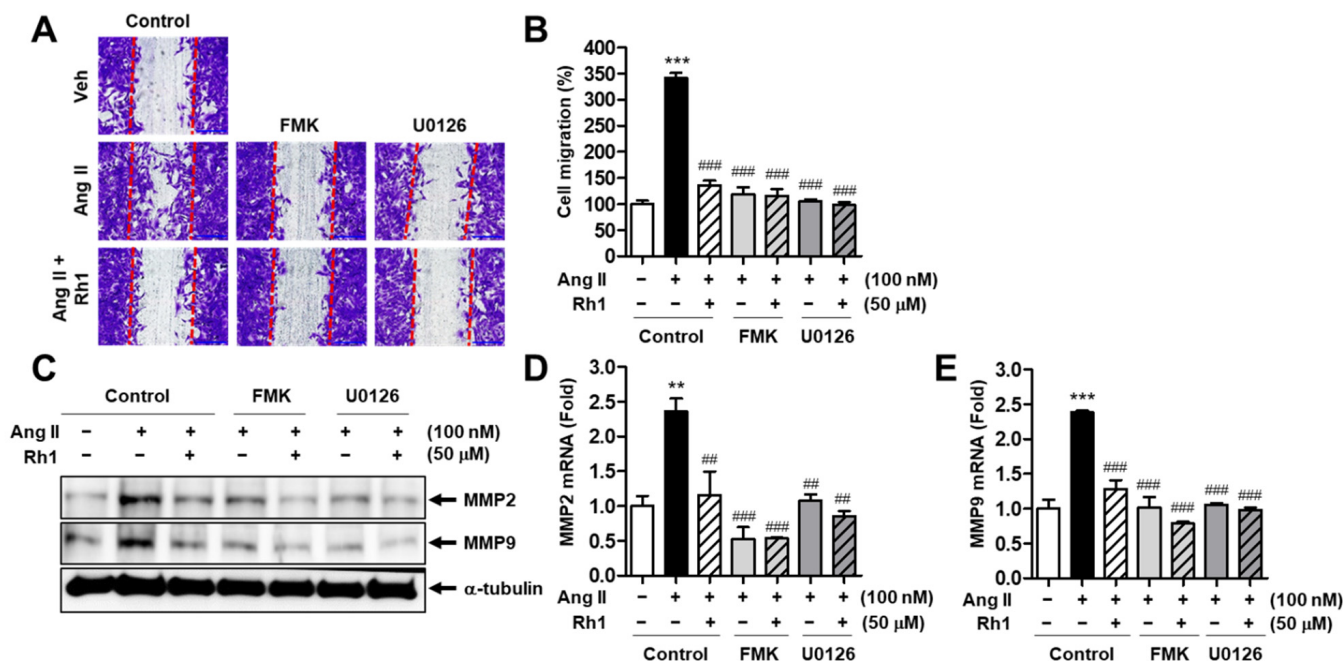 A
Control
Veh
FMK
U0126
Ang II
Ang II +
Rh1
B
Cell migration (%)
400
350
300
250
200
150
100
50
0
***
###
###
###
###
###
Ang II
− + + + + + +
(100 nM)
Rh1
− − + − + − +
(50 μM)
Control
FMK
U0126
C
Control
FMK
U0126
Ang II
− + + + + + +
(100 nM)
Rh1
− − + − + − +
(50 μM)
MMP2
MMP9
α-tubulin
D
MMP2 mRNA (Fold)
3.0
2.5
2.0
1.5
1.0
0.5
0.0
**
##
###
###
##
##
Ang II
− + + + + + +
(100 nM)
Rh1
− − + − + − +
(50 μM)
Control
FMK
U0126
E
MMP9 mRNA (Fold)
3.0
2.5
2.0
1.5
1.0
0.5
0.0
***
###
###
###
###
###
Ang II
− + + + + + +
(100 nM)
Rh1
− − + − + − +
(50 μM)
Control
FMK
U0126